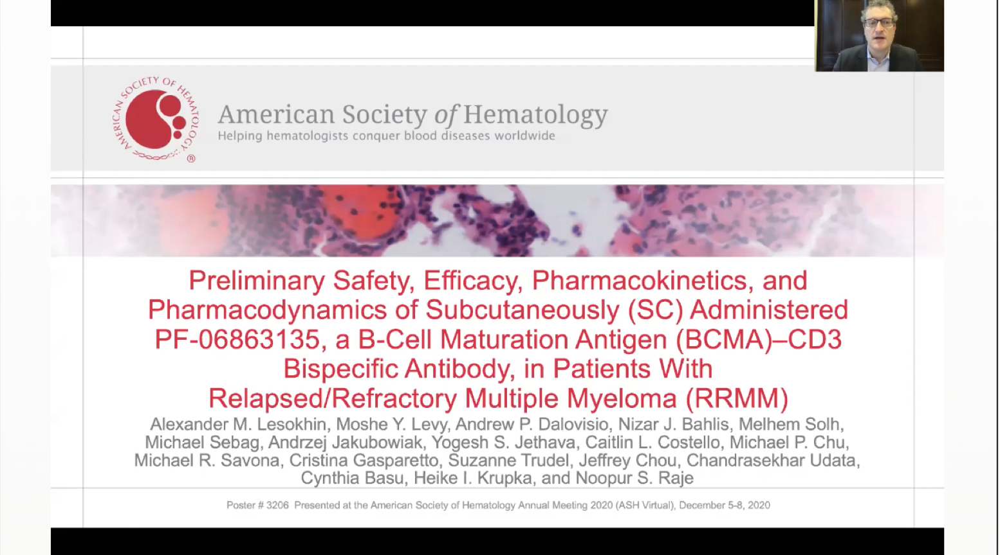 AMERICAN SOCIETY OF HEMATOLOGY
®
American Society of Hematology
Helping hematologists conquer blood diseases worldwide
Preliminary Safety, Efficacy, Pharmacokinetics, and
Pharmacodynamics of Subcutaneously (SC) Administered
PF-06863135, a B-Cell Maturation Antigen (BCMA)–CD3
Bispecific Antibody, in Patients With
Relapsed/Refractory Multiple Myeloma (RRMM)
Alexander M. Lesokhin, Moshe Y. Levy, Andrew P. Dalovisio, Nizar J. Bahlis, Melhem Solh,
Michael Sebag, Andrzej Jakubowiak, Yogesh S. Jethava, Caitlin L. Costello, Michael P. Chu,
Michael R. Savona, Cristina Gasparetto, Suzanne Trudel, Jeffrey Chou, Chandrasekhar Udata,
Cynthia Basu, Heike I. Krupka, and Noopur S. Raje
Poster # 3206 Presented at the American Society of Hematology Annual Meeting 2020 (ASH Virtual), December 5-8, 2020